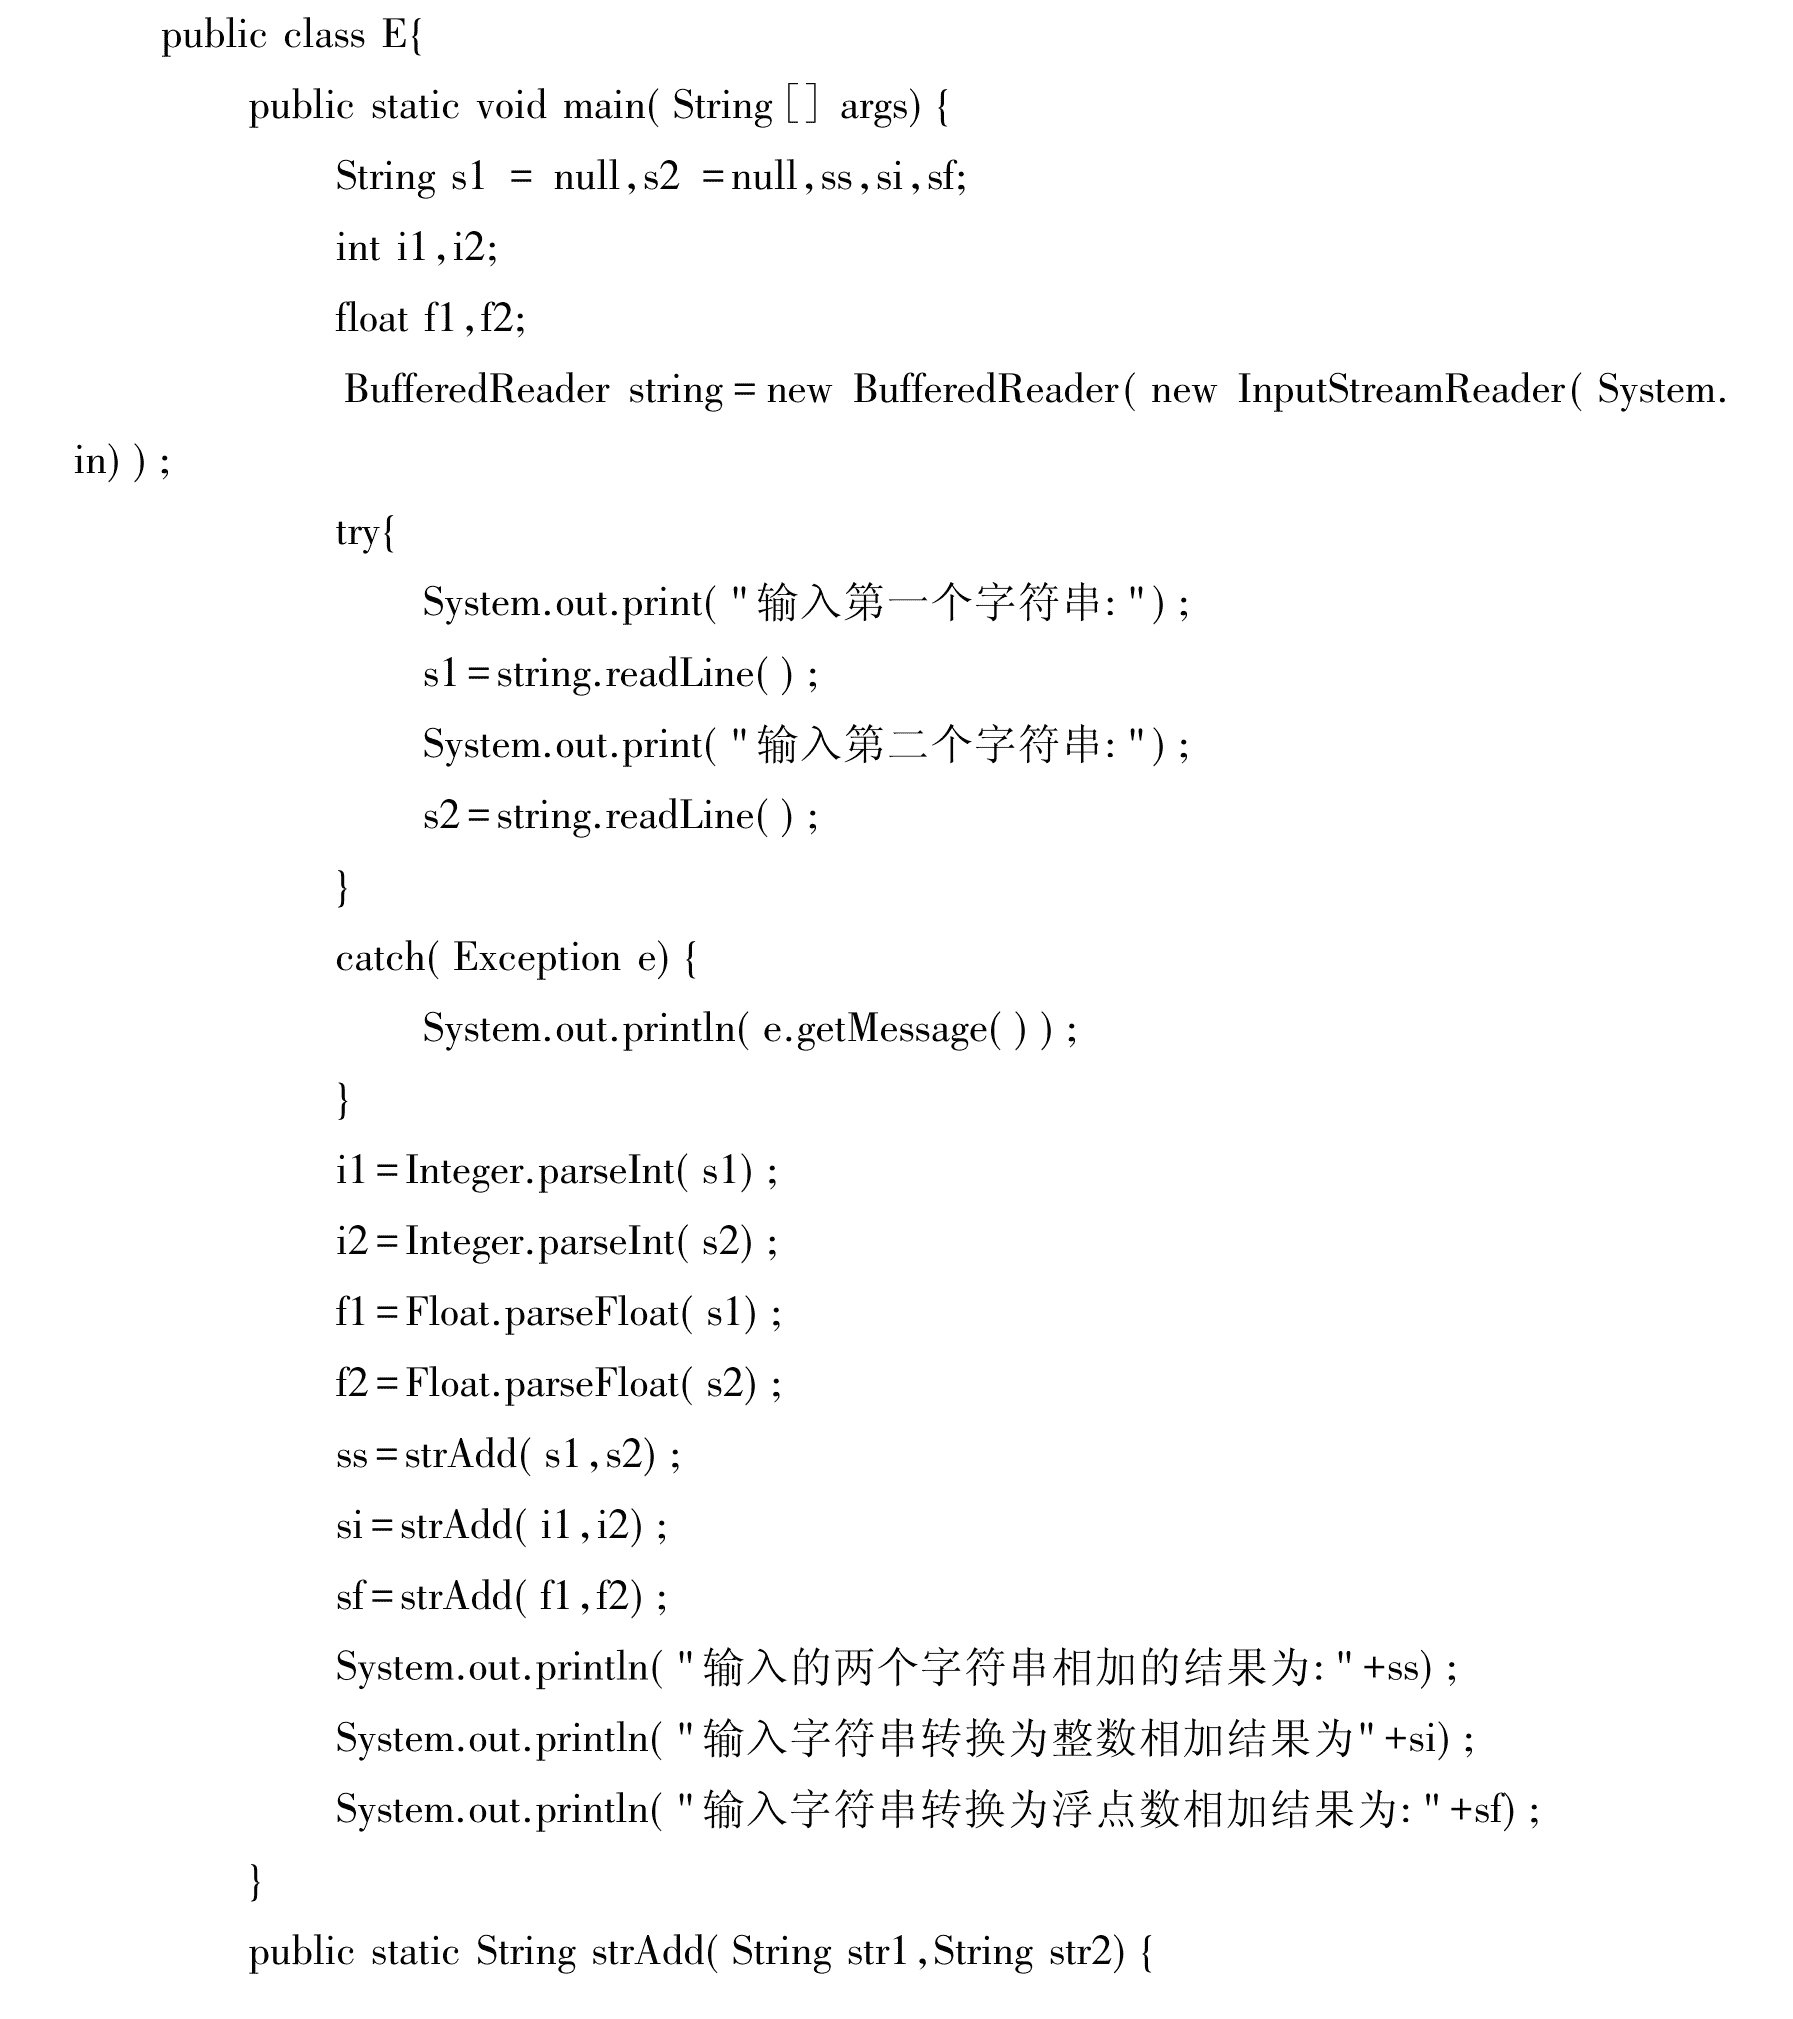 public class E{
public static void main( String [ ] args) {
String s1 = null,s2 =null,ss,si,sf;
int i1,i2;
float f1,f2;
BufferedReader string=new BufferedReader( new InputStreamReader( System.
in) ) ;
try{
System.out.print( "输入第一个字符串: ") ;
s1=string.readLine( ) ;
System.out.print( "输入第二个字符串: ") ;
s2=string.readLine( ) ;
}
catch( Exception e) {
System.out.println( e.getMessage( ) ) ;
}
i1=Integer.parseInt( s1) ;
i2=Integer.parseInt( s2) ;
f1=Float.parseFloat( s1) ;
f2=Float.parseFloat( s2) ;
ss=strAdd( s1,s2) ;
si=strAdd( i1,i2) ;
sf=strAdd( f1,f2) ;
System.out.println( "输入的两个字符串相加的结果为: "+ss) ;
System.out.println( "输入字符串转换为整数相加结果为"+si) ;
System.out.println( "输入字符串转换为浮点数相加结果为: "+sf) ;
}
public static String strAdd( String str1,String str2) {